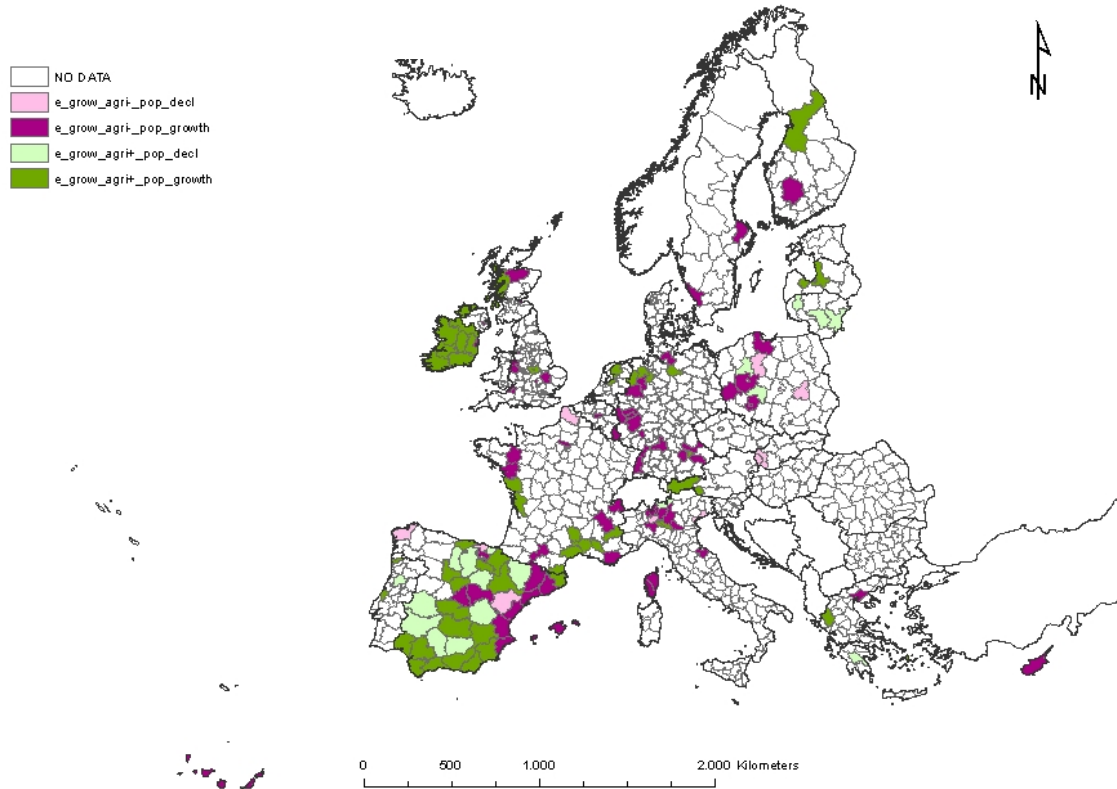 N
NO DATA
e_grow_agri-_pop_decl
e_grow_agri-_pop_growth
e_grow_agri+_pop_decl
e_grow_agri+_pop_growth
0 500 1.000 2.000 Kilometers